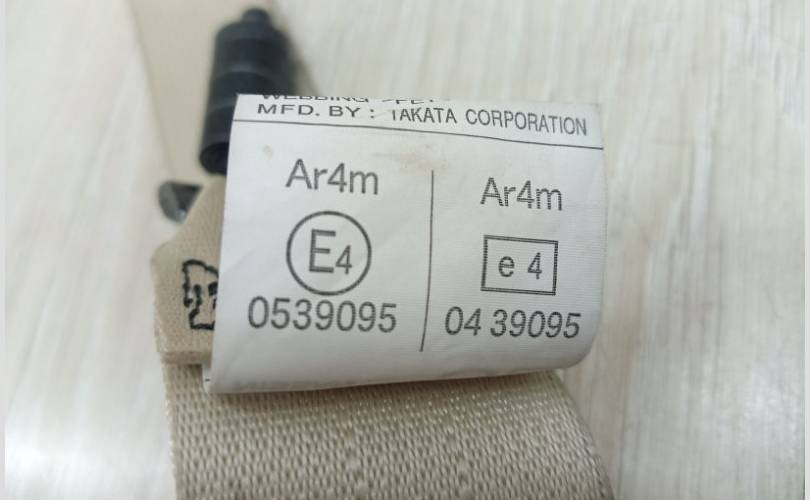 MFD. BY : TAKATA CORPORATION
Ar4m
E4
0539095
Ar4m
e 4
04 39095